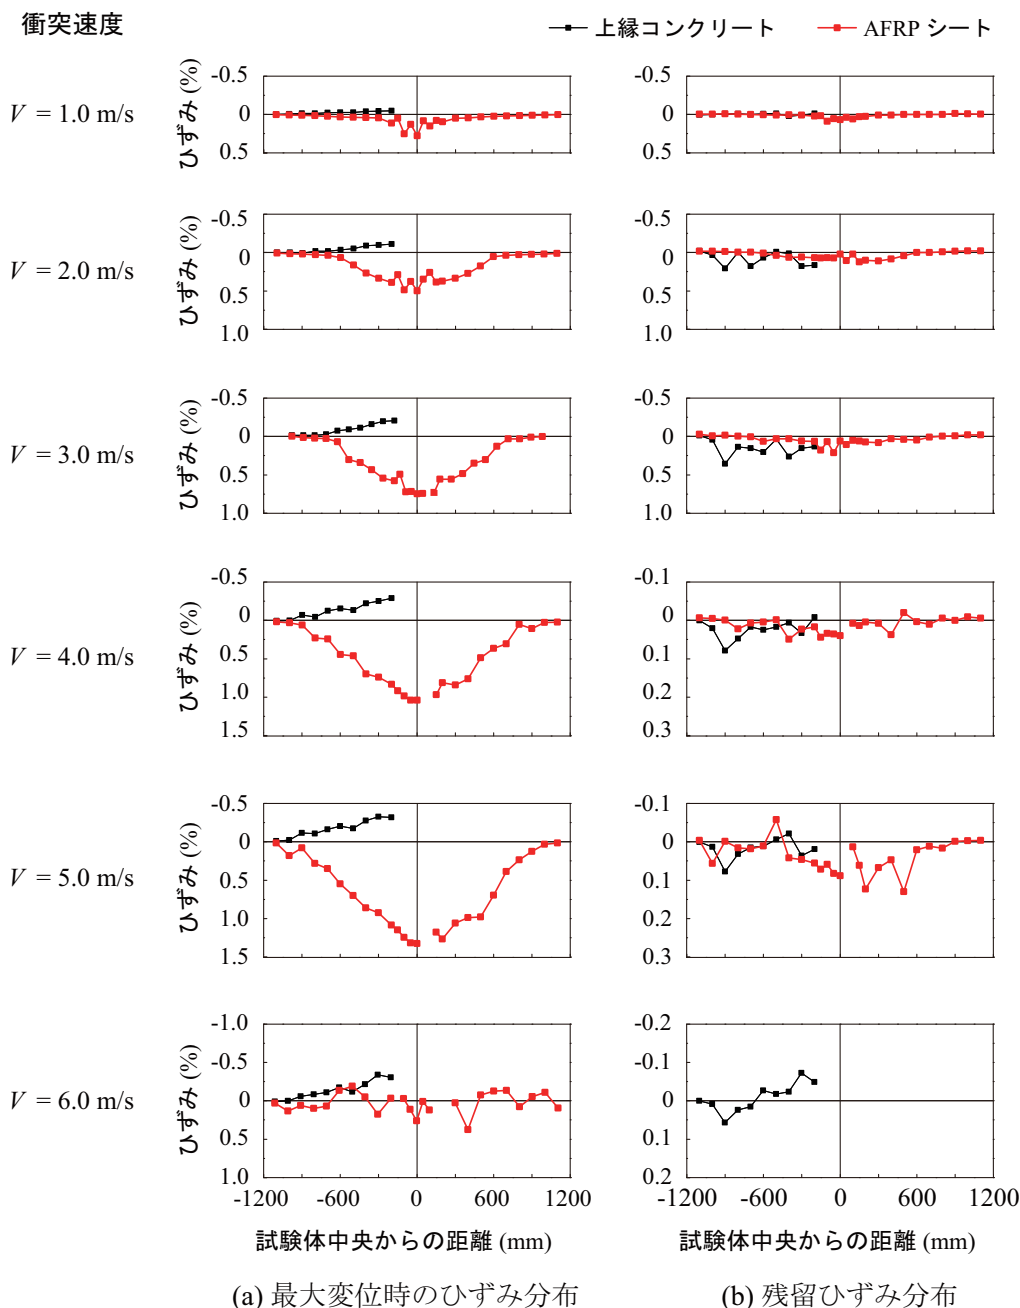 衝突速度
上縁コンクリート AFRP シート
V = 1.0 m/s
ひずみ (%)
-0.5
0
0.5
-0.5
0
0.5
V = 2.0 m/s
ひずみ (%)
-0.5
0
0.5
1.0
-0.5
0
0.5
1.0
V = 3.0 m/s
ひずみ (%)
-0.5
0
0.5
1.0
-0.5
0
0.5
1.0
V = 4.0 m/s
ひずみ (%)
-0.5
0
0.5
1.0
1.5
-0.1
0
0.1
0.2
0.3
V = 5.0 m/s
ひずみ (%)
-0.5
0
0.5
1.0
1.5
-0.1
0
0.1
0.2
0.3
V = 6.0 m/s
ひずみ (%)
-1.0
-0.5
0
0.5
1.0
-0.2
-0.1
0
0.1
0.2
-1200 -600 0 600 1200
-1200 -600 0 600 1200
試験体中央からの距離 (mm)
試験体中央からの距離 (mm)
(a) 最大変位時のひずみ分布
(b) 残留ひずみ分布